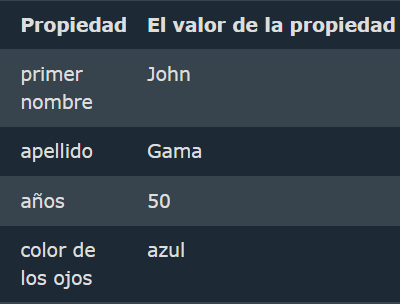 Propiedad El valor de la propiedad
primer John
nombre
apellido Gama
años 50
color de azul
los ojos